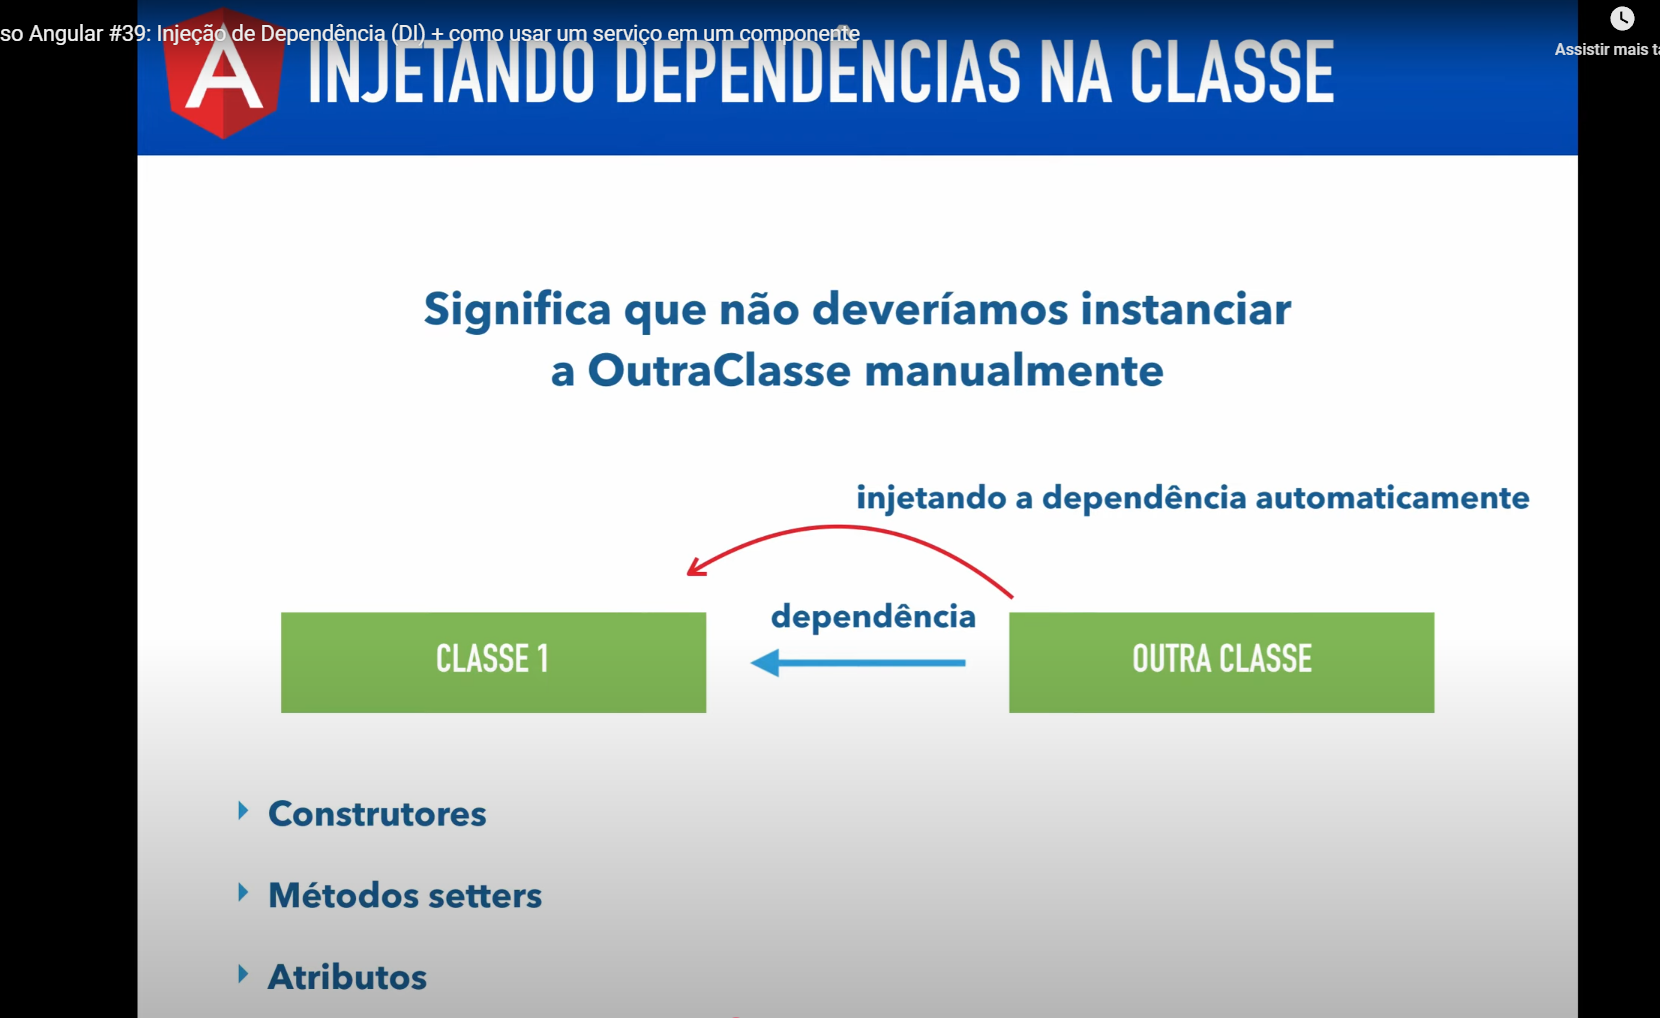 so Angular #39: Injeção de Dependência (DI) + como usar um serviço em um componente
Assistir mais ta
A INJETANDO DEPENDÊNCIAS NA CLASSE
Significa que não deveríamos instanciar
a OutraClasse manualmente
injetando a dependência automaticamente
dependência
CLASSE 1
OUTRA CLASSE
Construtores
Métodos setters
Atributos